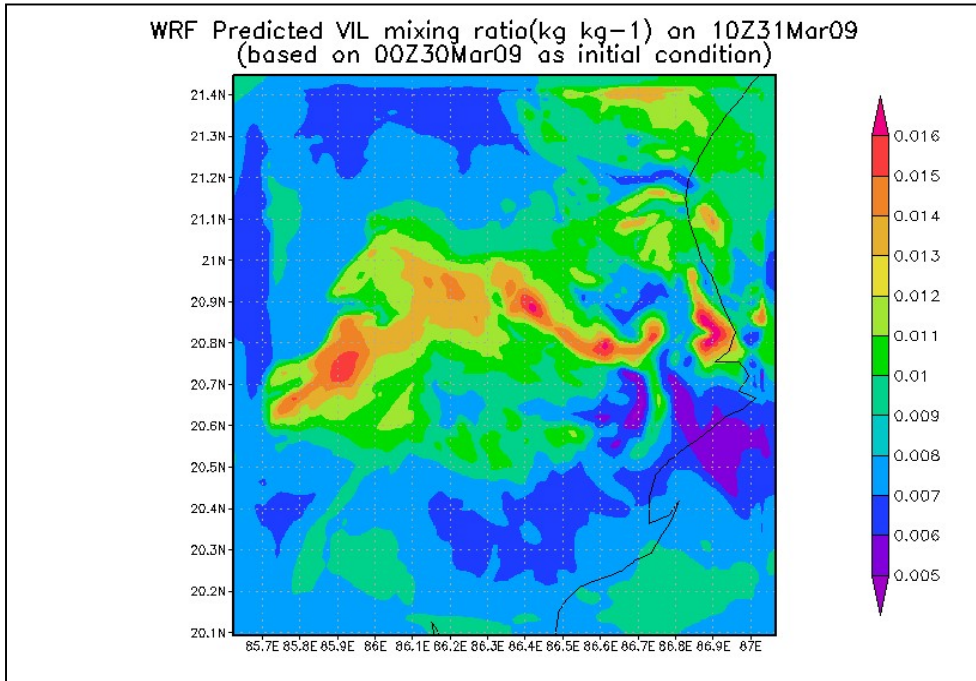 WRF Predicted VIL mixing ratio(kg kg-1) on 10Z31Mar09
(based on 00Z30Mar09 as initial condition)
21.4N
21.3N
21.2N
21.1N
21N
20.9N
20.8N
20.7N
20.6N
20.5N
20.4N
20.3N
20.2N
20.1N
85.7E 85.8E 85.9E 86E 86.1E 86.2E 86.3E 86.4E 86.5E 86.6E 86.7E 86.8E 86.9E 87E
0.016
0.015
0.014
0.013
0.012
0.011
0.01
0.009
0.008
0.007
0.006
0.005